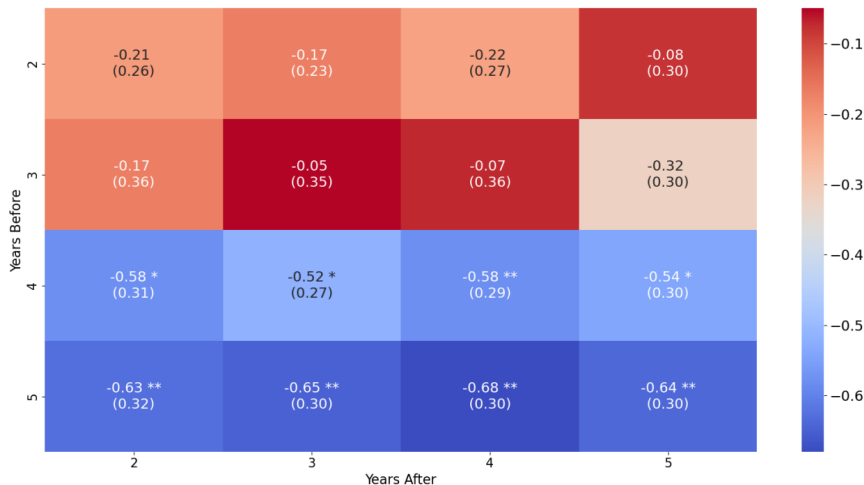 2
-0.21 -0.17 -0.22 -0.08
(0.26) (0.23) (0.27) (0.30)
3
-0.17 -0.05 -0.07 -0.32
(0.36) (0.35) (0.36) (0.30)
4
-0.58 * -0.52 * -0.58 ** -0.54 *
(0.31) (0.27) (0.29) (0.30)
5
-0.63 ** -0.65 ** -0.68 ** -0.64 **
(0.32) (0.30) (0.30) (0.30)
2 3 4 5
Years After
Years Before
−0.1
−0.2
−0.3
−0.4
−0.5
−0.6